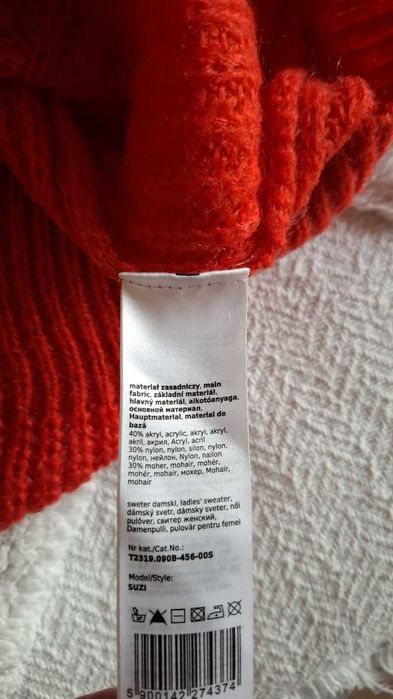 materiał zasadniczy, main
fabric, základní materiál,
hlavný materiál, alkotóanyaga,
основной материал,
Hauptmaterial, material de
bază
40% akryl, acrylic, akryl, akryl,
akril, акрил, Acryl, acril
30% nylon, nylon, silon, nylon,
nylon, нейлон, Nylon, nailon
30% moher, mohair, mohér,
mohér, mohair, мохер, Mohair,
mohair
sweter damski, ladies' sweater,
dámský svetr, dámsky sveter, női
pulóver, свитер женский,
Damenpulli, pulovăr pentru femei
Nr kat./Cat.No.:
T2319.090B-456-00S
Model/Style:
SUZI
5 900142 274374